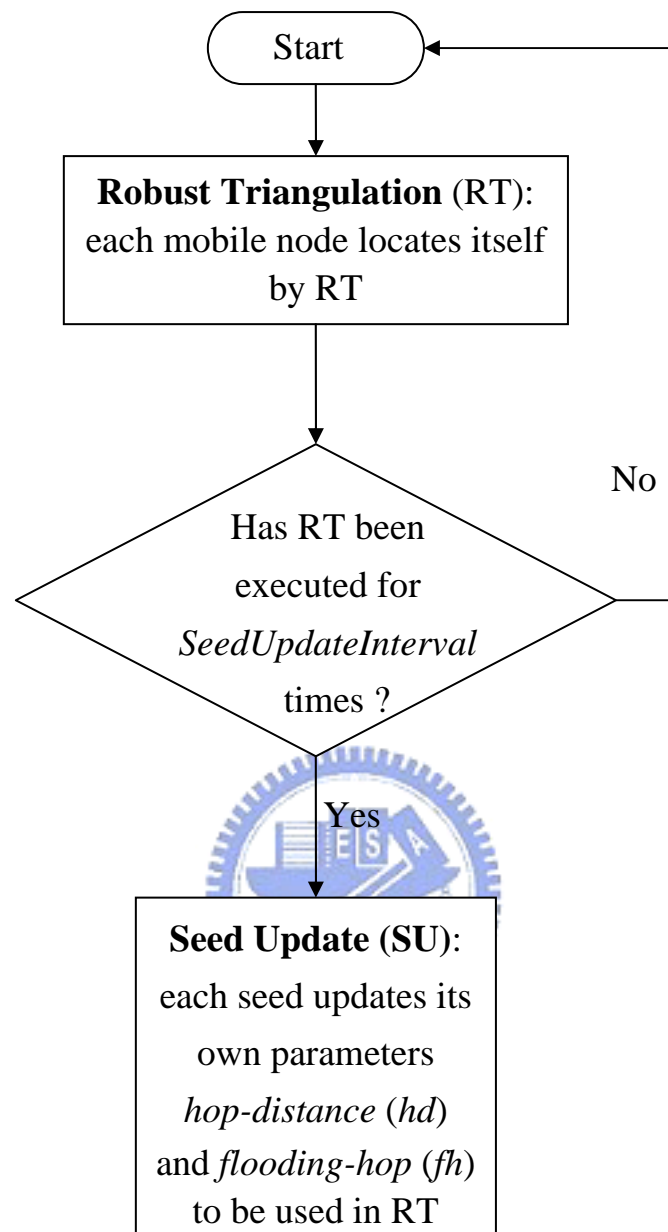 Start
Robust Triangulation (RT):
each mobile node locates itself
by RT
No
Has RT been
executed for
SeedUpdateInterval
times ?
Yes
E S A
Seed Update (SU):
each seed updates its
own parameters
hop-distance (hd)
and flooding-hop (fh)
to be used in RT